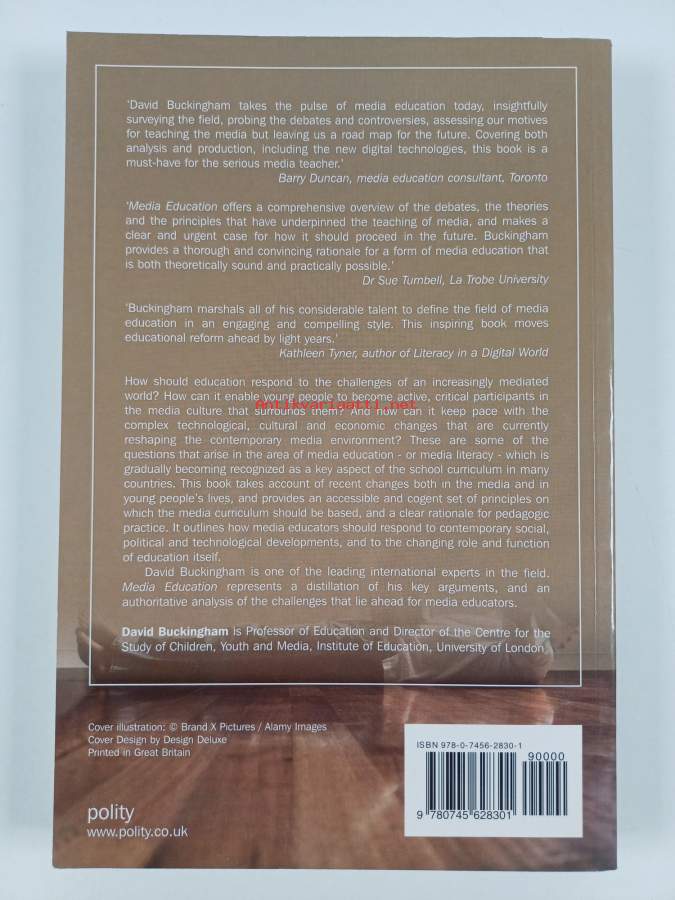 'David Buckingham takes the pulse of media education today, insightfully
surveying the field, probing the debates and controversies, assessing our motives
for teaching the media but leaving us a road map for the future. Covering both
analysis and production, including the new digital technologies, this book is a
must-have for the serious media teacher.'
Barry Duncan, media education consultant, Toronto
'Media Education offers a comprehensive overview of the debates, the theories
and the principles that have underpinned the teaching of media, and makes a
clear and urgent case for how it should proceed in the future. Buckingham
provides a thorough and convincing rationale for a form of media education that
is both theoretically sound and practically possible.'
Dr Sue Turnbell, La Trobe University
'Buckingham marshals all of his considerable talent to define the field of media
education in an engaging and compelling style. This inspiring book moves
educational reform ahead by light years.'
Kathleen Tyner, author of Literacy in a Digital World
How should education respond to the challenges of an increasingly mediated
world? How can it enable young people to become active, critical participants in
the media culture that surrounds them? And how can it keep pace with the
Antikvariaatti.net
complex technological, cultural and economic changes that are currently
reshaping the contemporary media environment? These are some of the
questions that arise in the area of media education - or media literacy - which is
gradually becoming recognized as a key aspect of the school curriculum in many
countries. This book takes account of recent changes both in the media and in
young people's lives, and provides an accessible and cogent set of principles on
which the media curriculum should be based, and a clear rationale for pedagogic
practice. It outlines how media educators should respond to contemporary social,
political and technological developments, and to the changing role and function
of education itself.
David Buckingham is one of the leading international experts in the field.
Media Education represents a distillation of his key arguments, and an
authoritative analysis of the challenges that lie ahead for media educators.
David Buckingham is Professor of Education and Director of the Centre for the
Study of Children, Youth and Media, Institute of Education, University of London.
Cover illustration: © Brand X Pictures / Alamy Images
Cover Design by Design Deluxe
Printed in Great Britain
polity
www.polity.co.uk
ISBN 978-0-7456-2830-1
90000
9 780745 628301